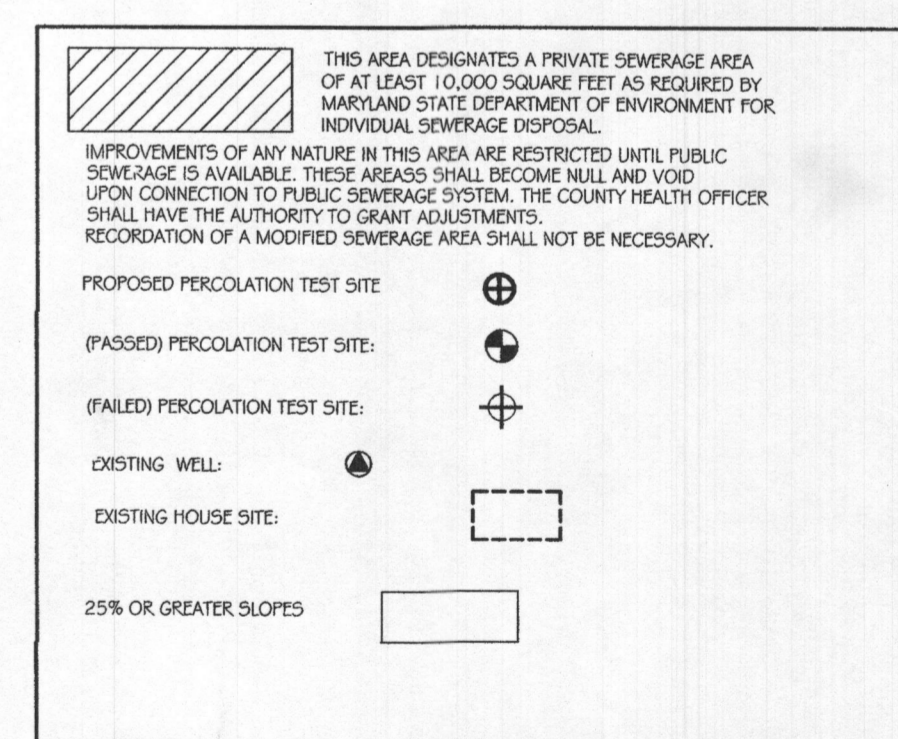 THIS AREA DESIGNATES A PRIVATE SEWERAGE AREA
OF AT LEAST 10,000 SQUARE FEET AS REQUIRED BY
MARYLAND STATE DEPARTMENT OF ENVIRONMENT FOR
INDIVIDUAL SEWERAGE DISPOSAL.
IMPROVEMENTS OF ANY NATURE IN THIS AREA ARE RESTRICTED UNTIL PUBLIC
SEWERAGE IS AVAILABLE. THESE AREASS SHALL BECOME NULL AND VOID
UPON CONNECTION TO PUBLIC SEWERAGE SYSTEM. THE COUNTY HEALTH OFFICER
SHALL HAVE THE AUTHORITY TO GRANT ADJUSTMENTS.
RECORDATION OF A MODIFIED SEWERAGE AREA SHALL NOT BE NECESSARY.
PROPOSED PERCOLATION TEST SITE
(PASSED) PERCOLATION TEST SITE:
(FAILED) PERCOLATION TEST SITE:
EXISTING WELL:
EXISTING HOUSE SITE:
25% OR GREATER SLOPES